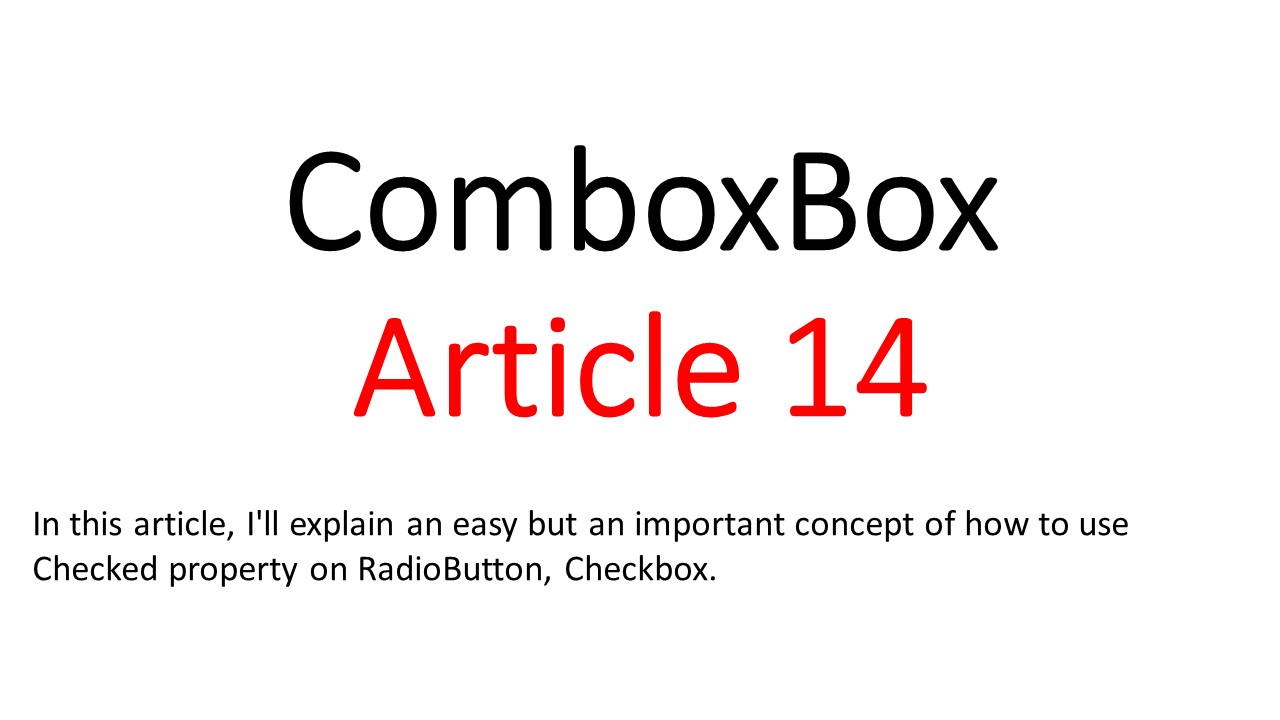 ComboxBox
Article 14
In this article, I'll explain an easy but an important concept of how to use
Checked property on RadioButton, Checkbox.